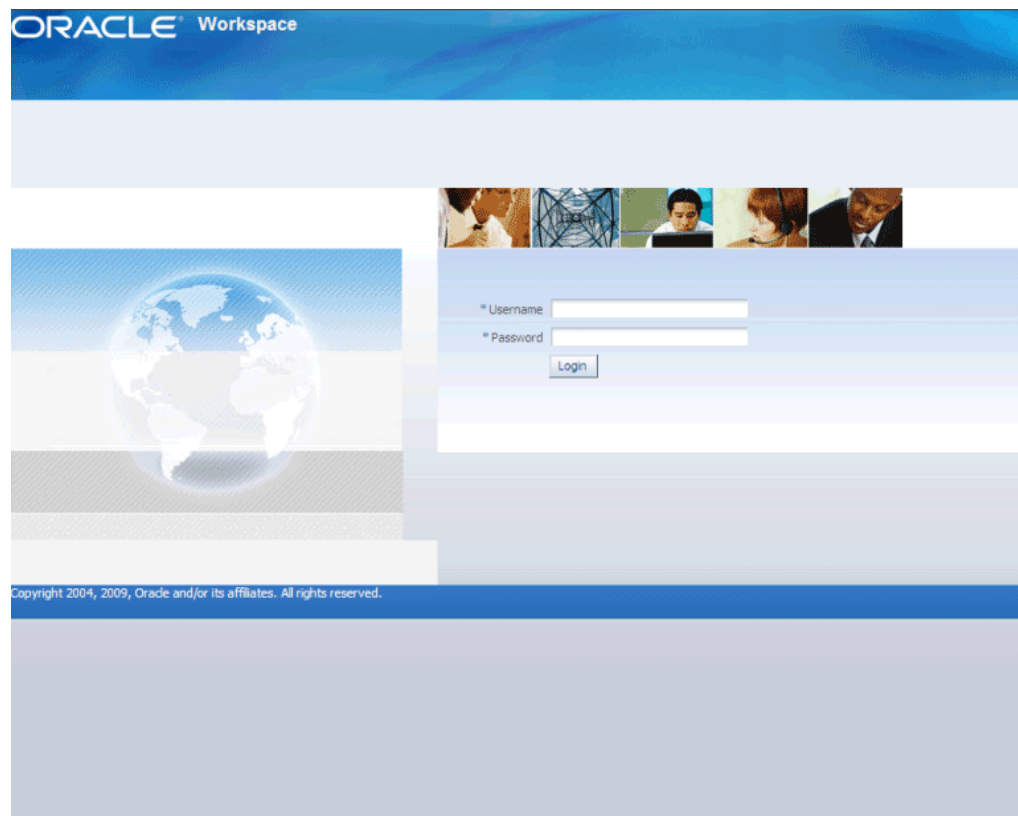 ORACLE® Workspace
* Username
* Password
Login
Copyright 2004, 2009, Oracle and/or its affiliates. All rights reserved.